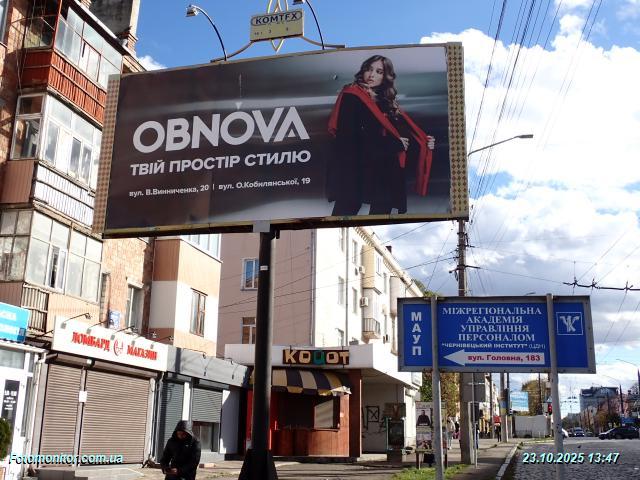 КОМТЕХ
OBNOVA
ТВІЙ ПРОСТІР СТИЛЮ
вул. В.Винниченка, 20 | вул. О.Кобилянської, 19
МАУП
МІЖРЕГІОНАЛЬНА
АКАДЕМІЯ
УПРАВЛІННЯ
ПЕРСОНАЛОМ
"ЧЕРНІВЕЦЬКИЙ ІНСТИТУТ"
вул. Головна, 183
ЛОМБАРД МАГАЗИН
Fotomonitor.com.ua
23.10.2025 13:47